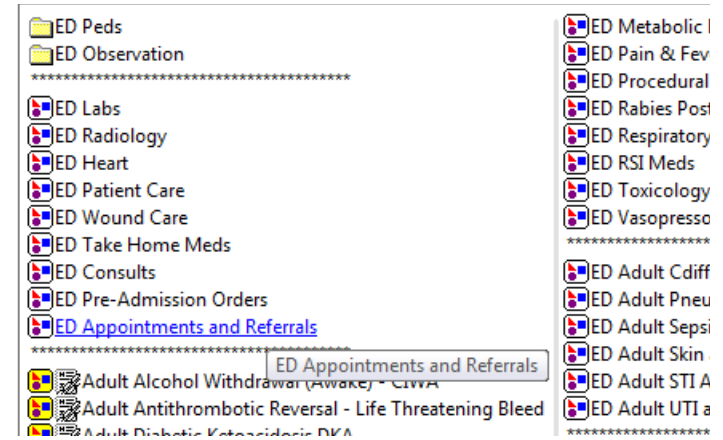 ED Peds
ED Observation
****************************************
ED Labs
ED Radiology
ED Heart
ED Patient Care
ED Wound Care
ED Take Home Meds
ED Consults
ED Pre-Admission Orders
ED Appointments and Referrals
****************************************
ED Appointments and Referrals
Adult Alcohol Withdrawal (Awake) - CIWA
Adult Antithrombotic Reversal - Life Threatening Bleed
Adult Diabetic Ketoacidosis DKA
ED Metabolic
ED Pain & Fev
ED Procedural
ED Rabies Post
ED Respiratory
ED RSI Meds
ED Toxicology
ED Vasopresso
******************
ED Adult Cdiff
ED Adult Pneu
ED Adult Sepsi
ED Adult Skin
ED Adult STI A
ED Adult UTI a
******************